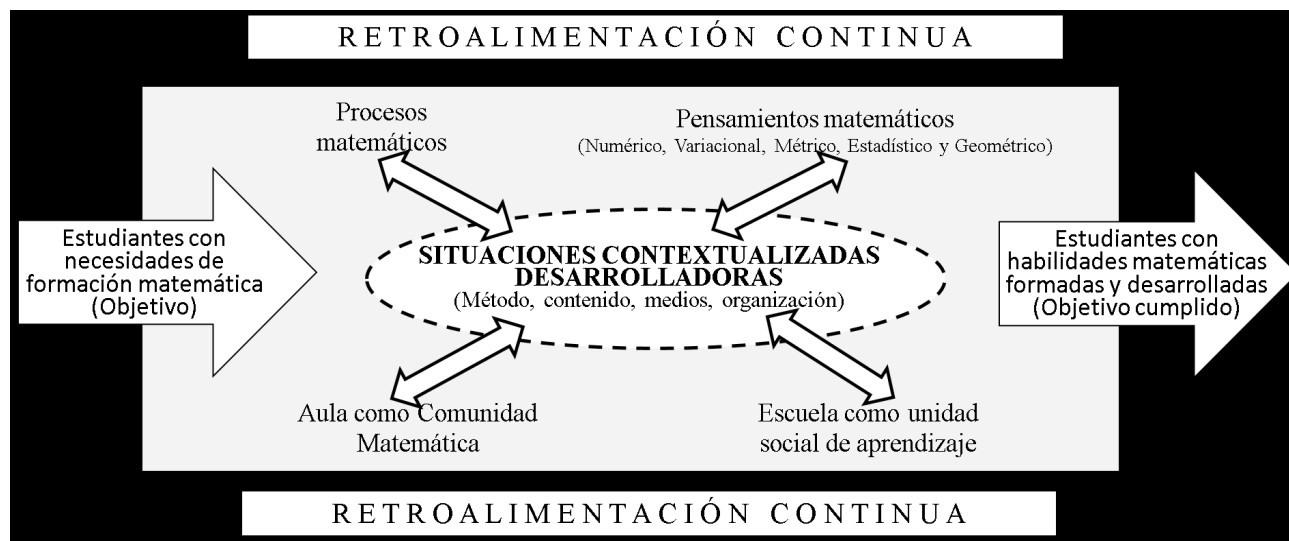 RETROALIMENTACIÓN CONTINUA
Procesos
matemáticos
Pensamientos matemáticos
(Numérico, Variacional, Métrico, Estadístico y Geométrico)
Estudiantes con
necesidades de
formación matemática
(Objetivo)
SITUACIONES CONTEXTUALIZADAS
DESARROLLADORAS
(Método, contenido, medios, organización)
Estudiantes con
habilidades matemáticas
formadas y desarrolladas
(Objetivo cumplido)
Aula como Comunidad
Matemática
Escuela como unidad
social de aprendizaje
RETROALIMENTACIÓN CONTINUA